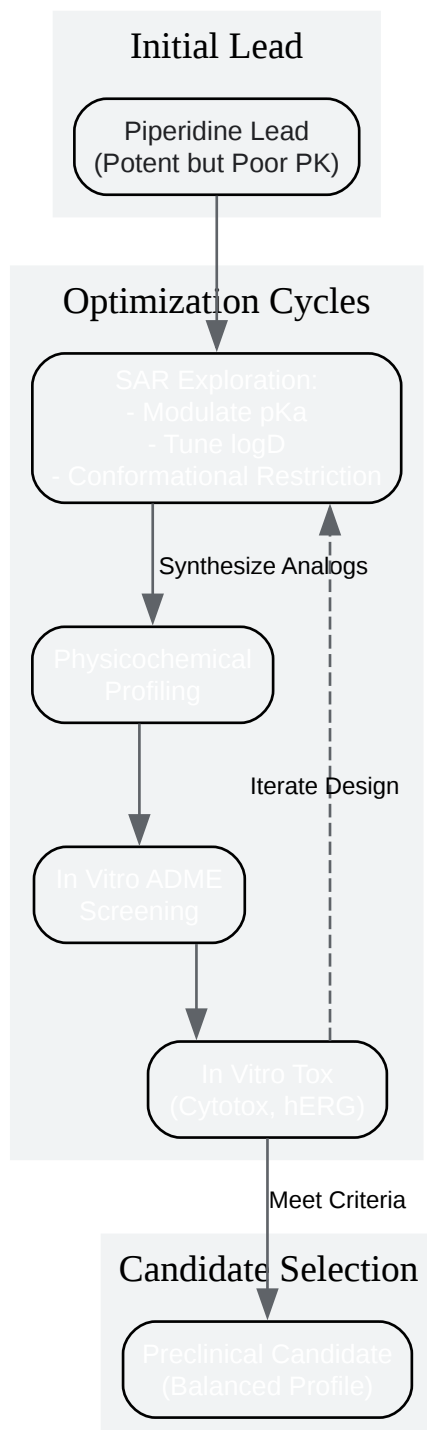 Initial Lead
Piperidine Lead
(Potent but Poor PK)
Optimization Cycles
SAR Exploration:
- Modulate pKa
- Tune logD
- Conformational Restriction
Synthesize Analogs
Physicochemical
Profiling
Iterate Design
In Vitro ADME
Screening
In Vitro Tox
(Cytotox, hERG)
Meet Criteria
Candidate Selection
Preclinical Candidate
(Balanced Profile)